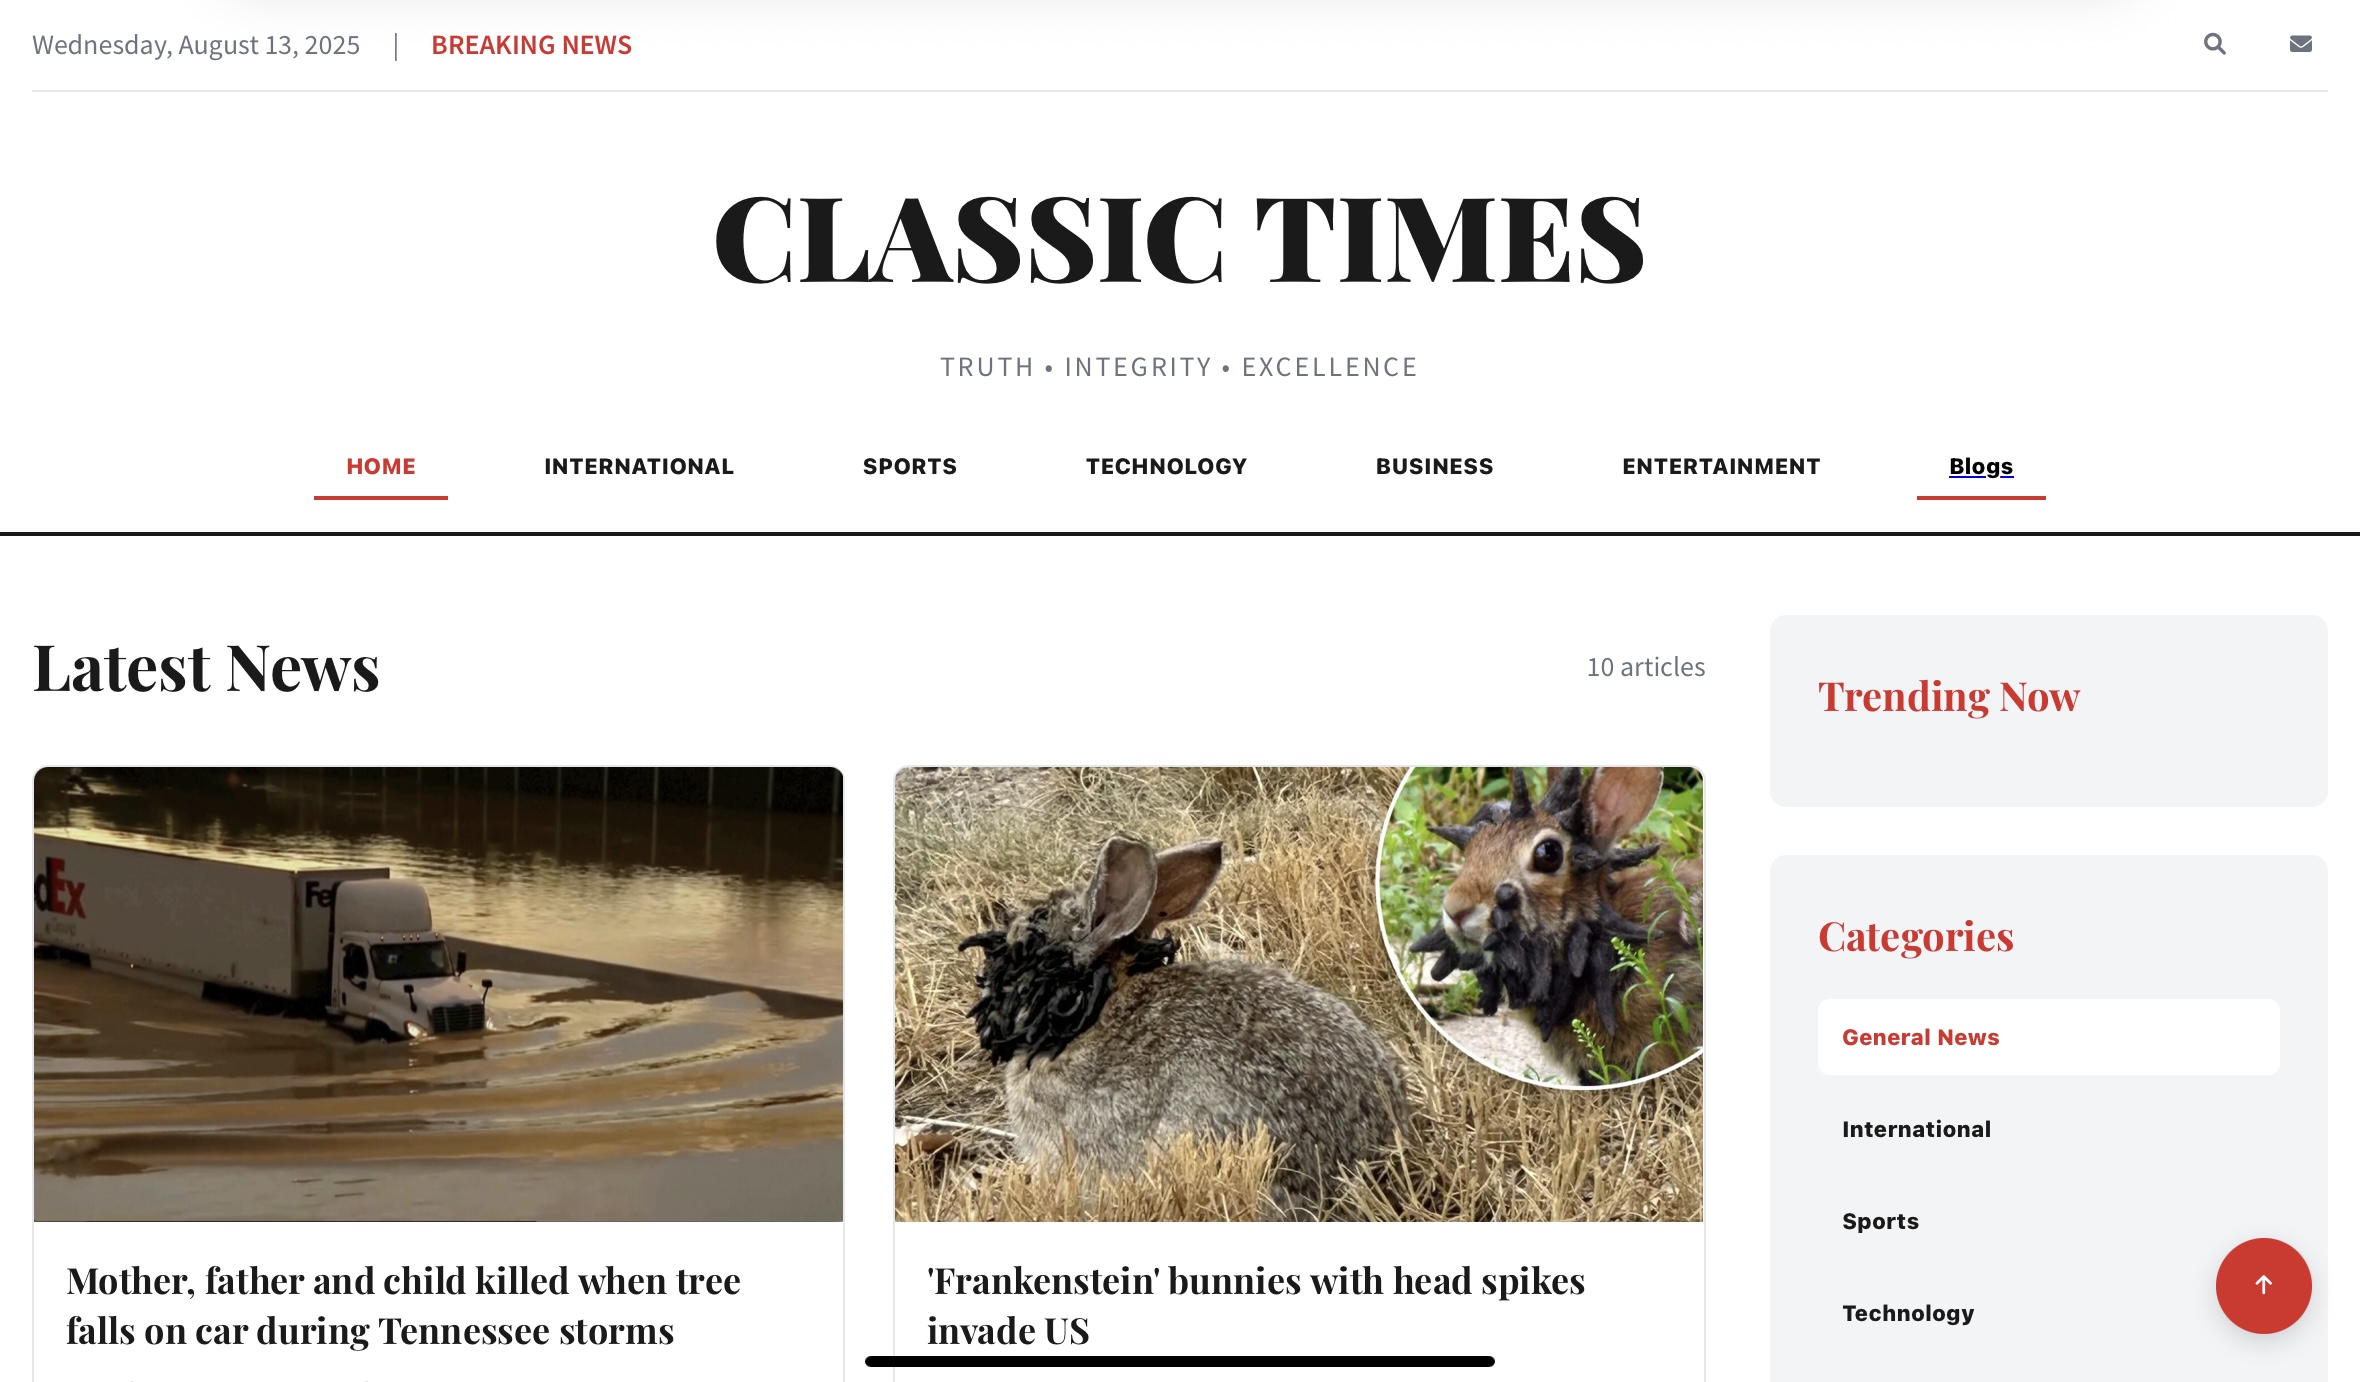 Wednesday, August 13, 2025 | BREAKING NEWS
CLASSIC TIMES
TRUTH • INTEGRITY • EXCELLENCE
HOME INTERNATIONAL SPORTS TECHNOLOGY BUSINESS ENTERTAINMENT Blogs
Latest News
10 articles
dEx
Fe
Mother, father and child killed when tree
falls on car during Tennessee storms
'Frankenstein' bunnies with head spikes
invade US
Trending Now
Categories
General News
International
Sports
Technology